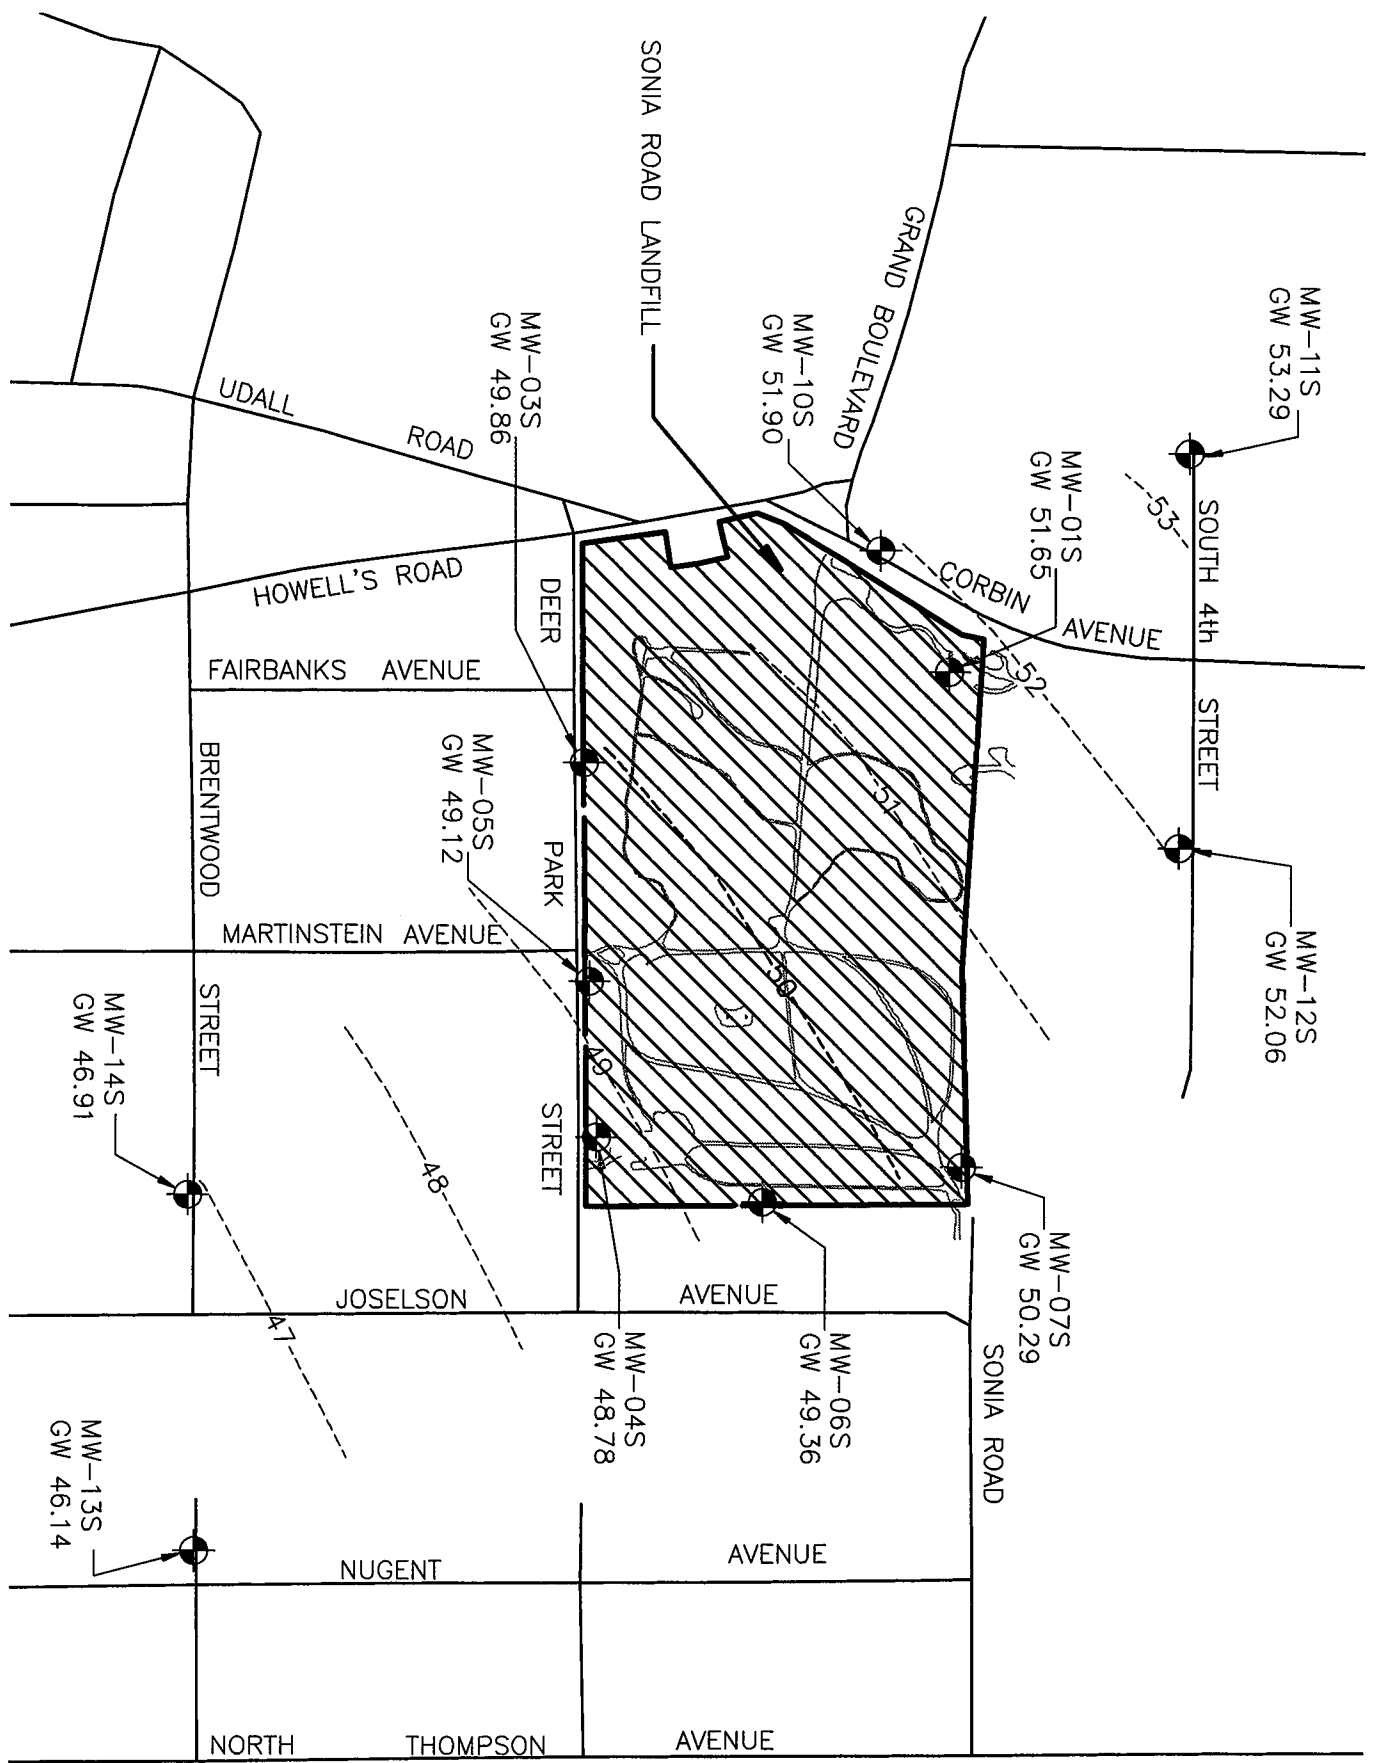 SONIA ROAD LANDFILL
GRAND BOULEVARD
MW-11S
GW 53.29
MW-10S
GW 51.90
MW-01S
GW 51.65
MW-03S
GW 49.86
UDALL ROAD
HOWELL'S ROAD
53
SOUTH 4th STREET
CORBIN AVENUE
52
51
50
49
48
47
FAIRBANKS AVENUE
DEER PARK STREET
BRENTWOOD STREET
MW-05S
GW 49.12
MARTINSTEIN AVENUE
MW-12S
GW 52.06
MW-14S
GW 46.91
MW-07S
GW 50.29
JOSELSON AVENUE
MW-04S
GW 48.78
MW-06S
GW 49.36
SONIA ROAD
MW-13S
GW 46.14
NUGENT AVENUE
NORTH THOMPSON AVENUE